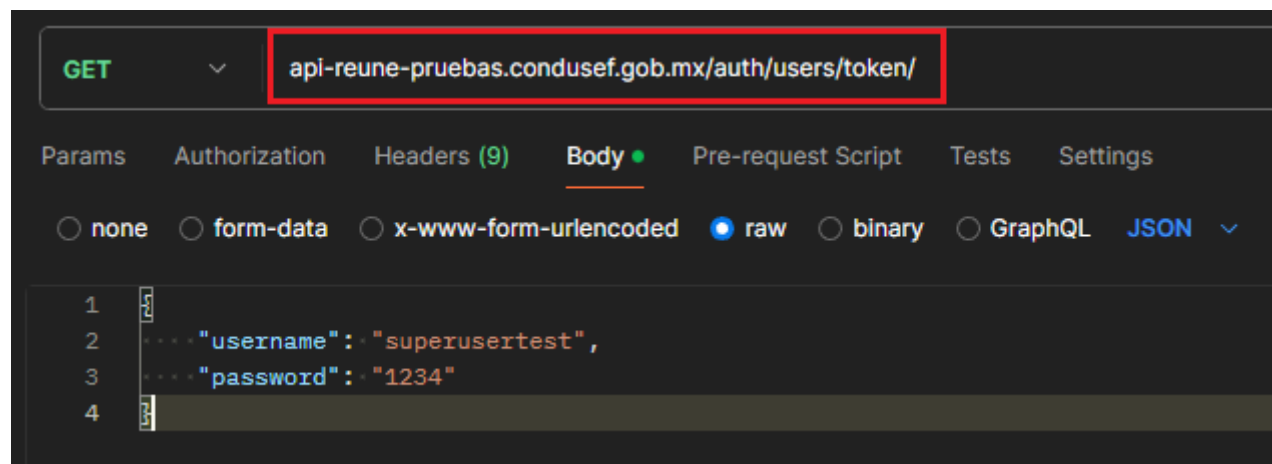 GET api-reune-pruebas.condusef.gob.mx/auth/users/token/
Params Authorization Headers (9) Body Pre-request Script Tests Settings
none form-data x-www-form-urlencoded raw binary GraphQL JSON
1 {
2 "username": "superusertest",
3 "password": "1234"
4 }